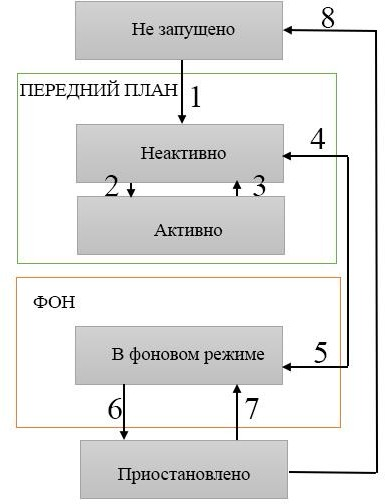 Не запущено
8
1
ПЕРЕДНИЙ ПЛАН
Неактивно
4
2
3
Активно
ФОН
В фоновом режиме
5
6
7
Приостановлено